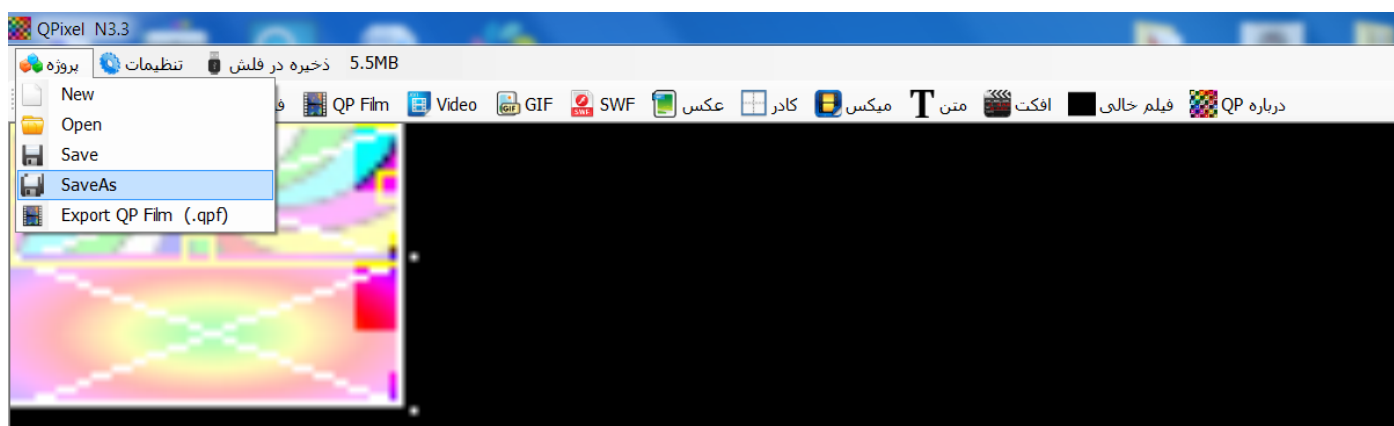 QPixel N3.3
پروژه تنظیمات ذخیره در فلش 5.5MB
QP Film Video GIF SWF عکس کادر میکس متن افکت فیلم خالی درباره QP
New
Open
Save
SaveAs
Export QP Film (.qpf)